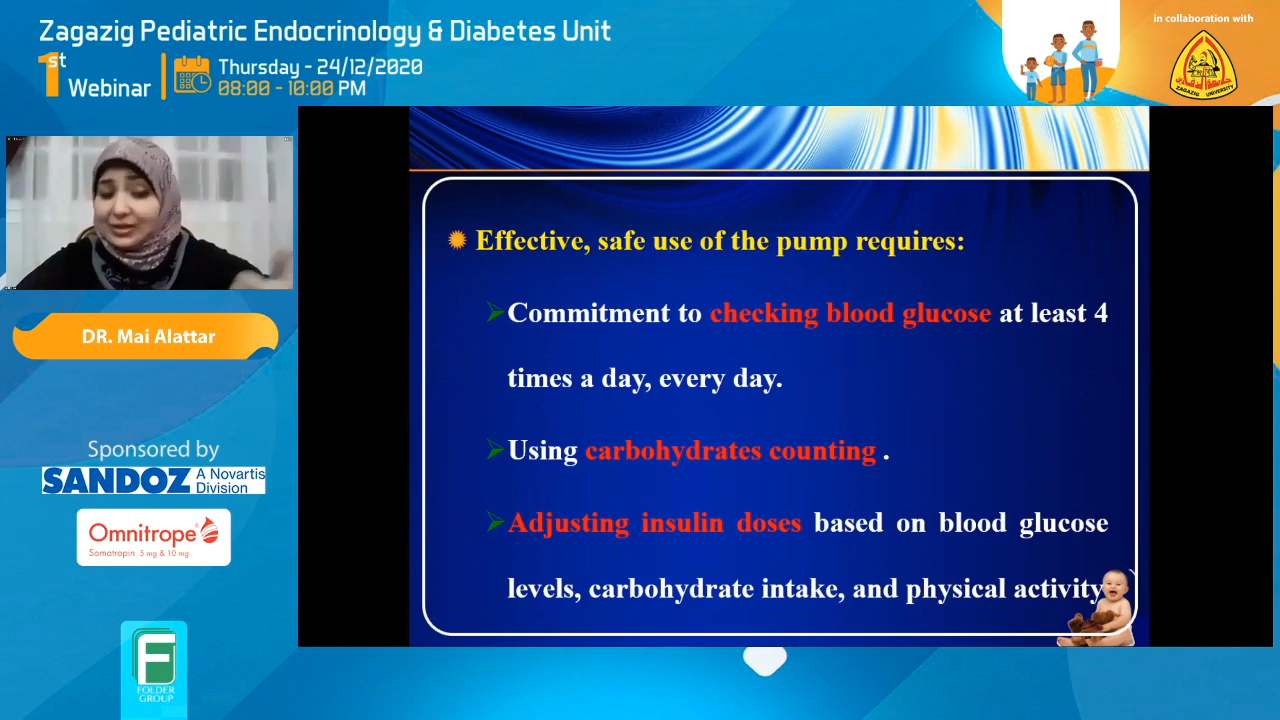 Zagazig Pediatric Endocrinology & Diabetes Unit
1st Webinar
Thursday - 24/12/2020
08:00 - 10:00 PM
in collaboration with
ZAGAZIG UNIVERSITY
DR. Mai Alattar
Sponsored by
SANDOZ A Novartis
Division
Omnitrope®
Somatropin 5 mg & 10 mg
FOLDER
GROUP
Effective, safe use of the pump requires:
Commitment to checking blood glucose at least 4
times a day, every day.
Using carbohydrates counting .
Adjusting insulin doses based on blood glucose
levels, carbohydrate intake, and physical activity